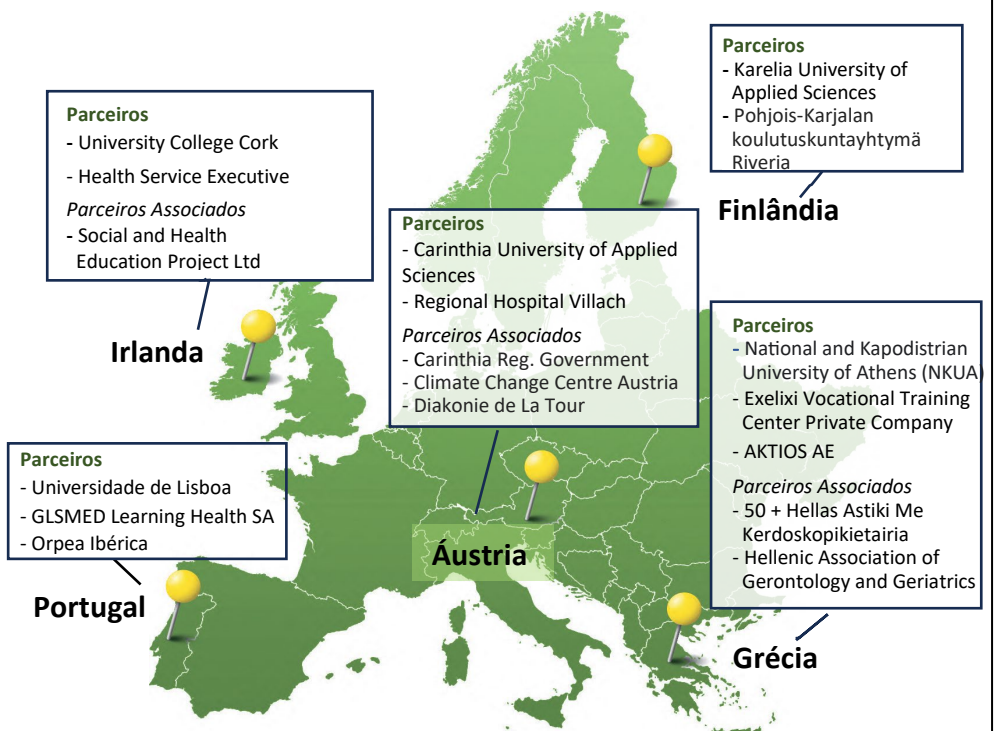 Parceiros
- Karelia University of
Applied Sciences
- Pohjois-Karjalan
koulutuskuntayhtymä
Riveria
Finlândia
Parceiros
- University College Cork
- Health Service Executive
Parceiros Associados
- Social and Health
Education Project Ltd
Irlanda
Parceiros
- Carinthia University of Applied
Sciences
- Regional Hospital Villach
Parceiros Associados
- Carinthia Reg. Government
- Climate Change Centre Austria
- Diakonie de La Tour
Áustria
Parceiros
- National and Kapodistrian
University of Athens (NKUA)
- Exelixi Vocational Training
Center Private Company
- AKTIOS AE
Parceiros Associados
- 50 + Hellas Astiki Me
Kerdoskopikietairia
- Hellenic Association of
Gerontology and Geriatrics
Grécia
Parceiros
- Universidade de Lisboa
- GLSMED Learning Health SA
- Orpea Ibérica
Portugal